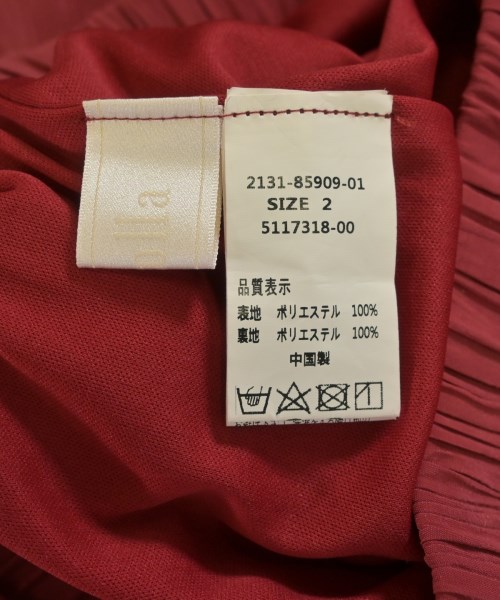 ulla
2131-85909-01
SIZE 2
5117318-00
品質表示
表地 ポリエステル 100%
裏地 ポリエステル 100%
中国製